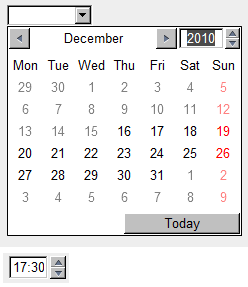 December 2010
Mon Tue Wed Thu Fri Sat Sun
29 30 1 2 3 4 5
6 7 8 9 10 11 12
13 14 15 16 17 18 19
20 21 22 23 24 25 26
27 28 29 30 31 1 2
3 4 5 6 7 8 9
Today
17:30